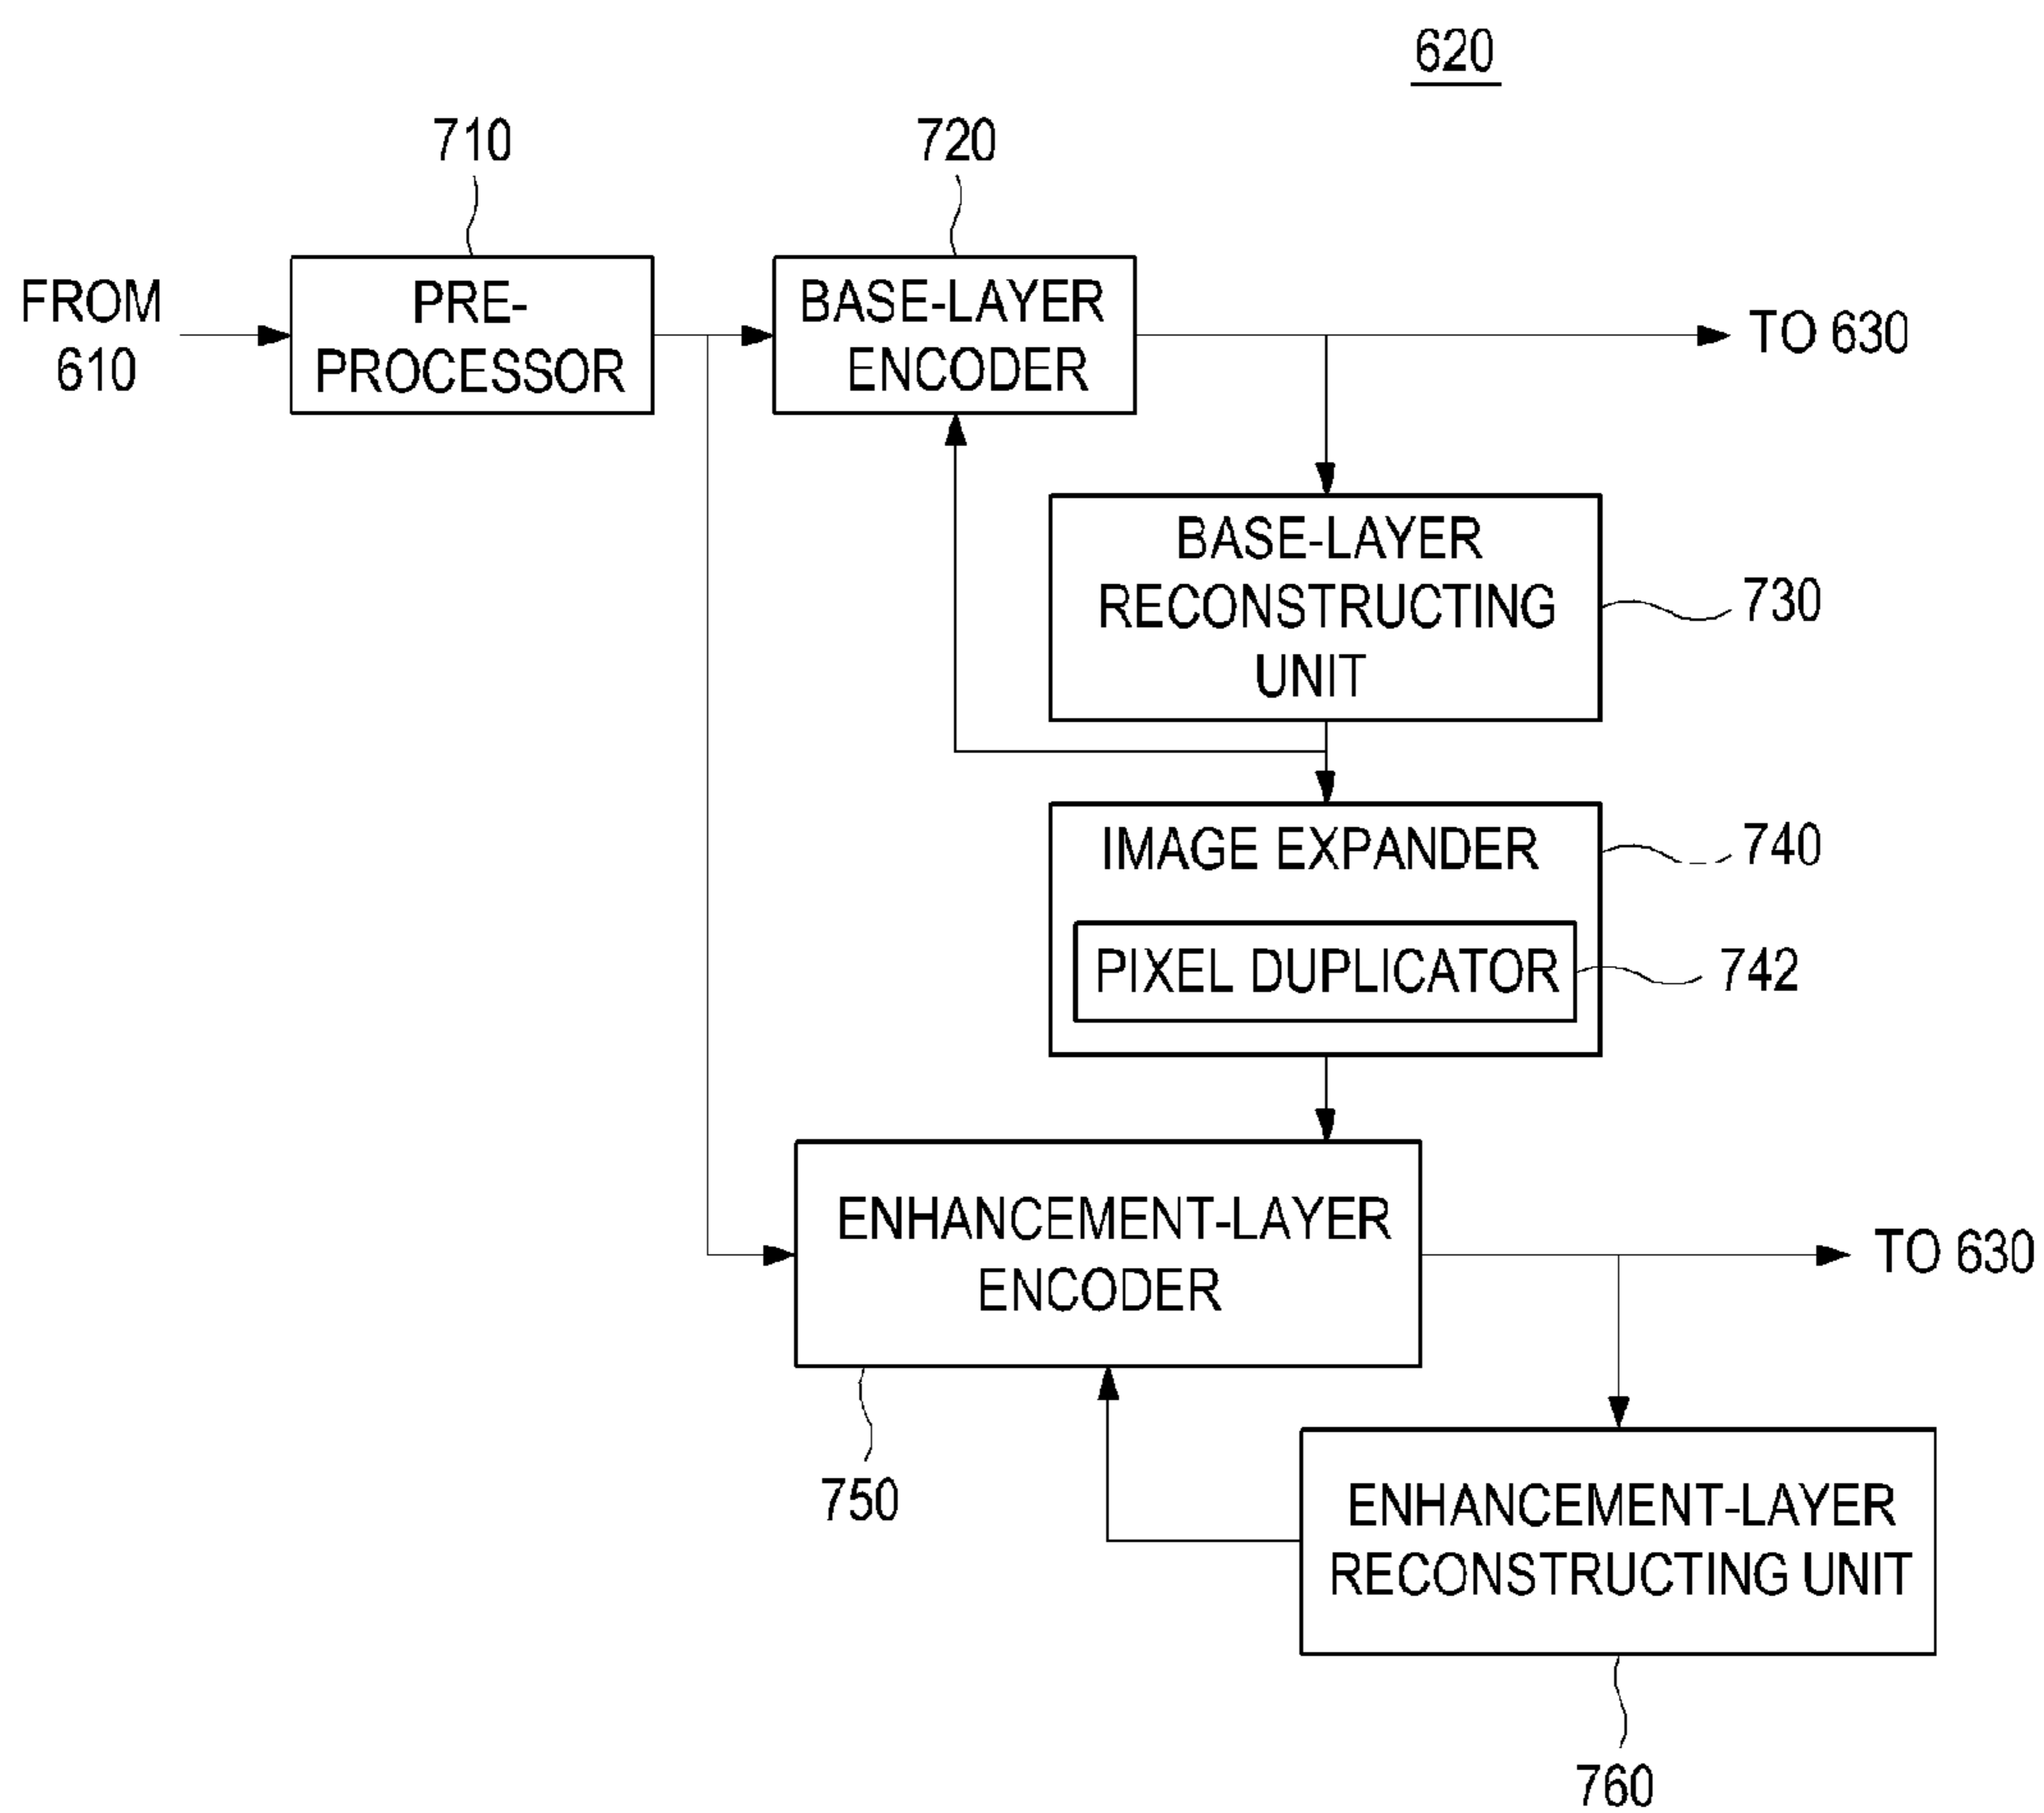 620
710
720
FROM
610
PRE-
PROCESSOR
BASE-LAYER
ENCODER
TO 630
BASE-LAYER
RECONSTRUCTING
UNIT
730
IMAGE EXPANDER
740
PIXEL DUPLICATOR
742
ENHANCEMENT-LAYER
ENCODER
TO 630
750
ENHANCEMENT-LAYER
RECONSTRUCTING UNIT
760